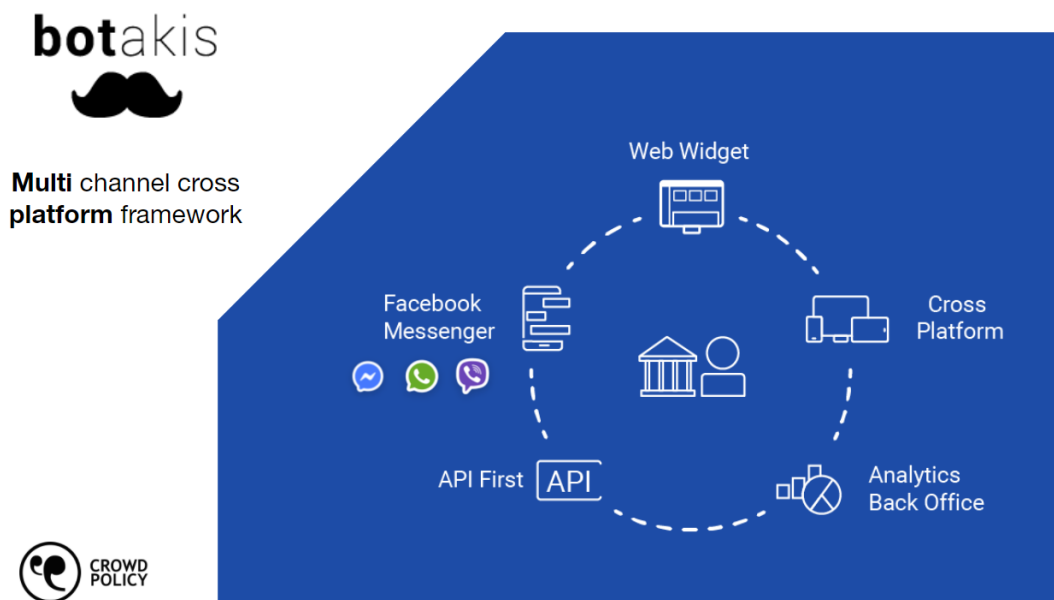 botakis
Multi channel cross
platform framework
Web Widget
Facebook
Messenger
Cross
Platform
API First
API
Analytics
Back Office
CROWD
POLICY